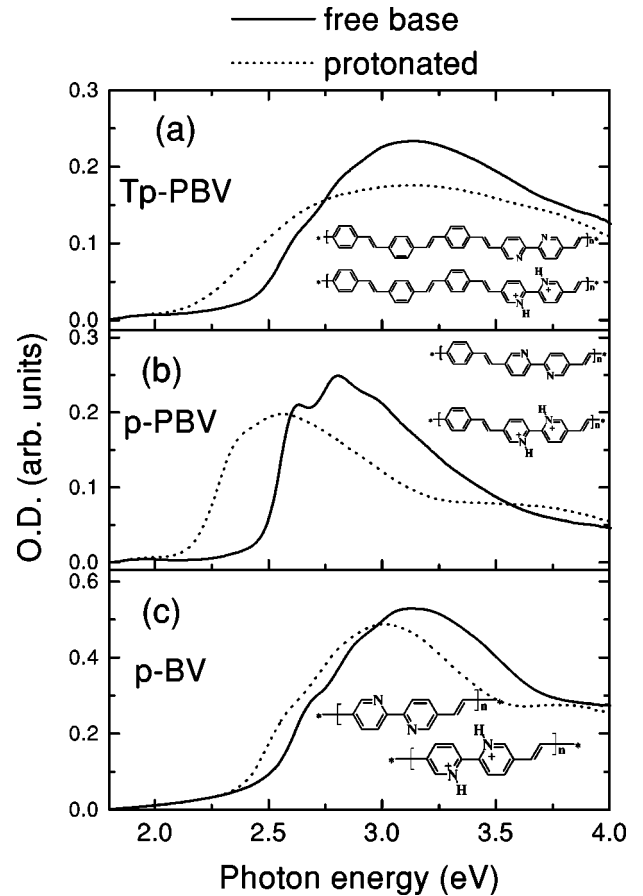 free base
protonated
(a)
Tp-PBV
0.3
0.2
0.1
0.0
* [ N N ]n *
* [ H N + + N H ]n *
(b)
p-PBV
0.3
0.2
0.1
0.0
* [ N N ]n *
* [ H N + + N H ]n *
(c)
p-BV
0.6
0.4
0.2
0.0
* [ N N ]n *
* [ H N + + N H ]n *
O.D. (arb. units)
2.0 2.5 3.0 3.5 4.0
Photon energy (eV)